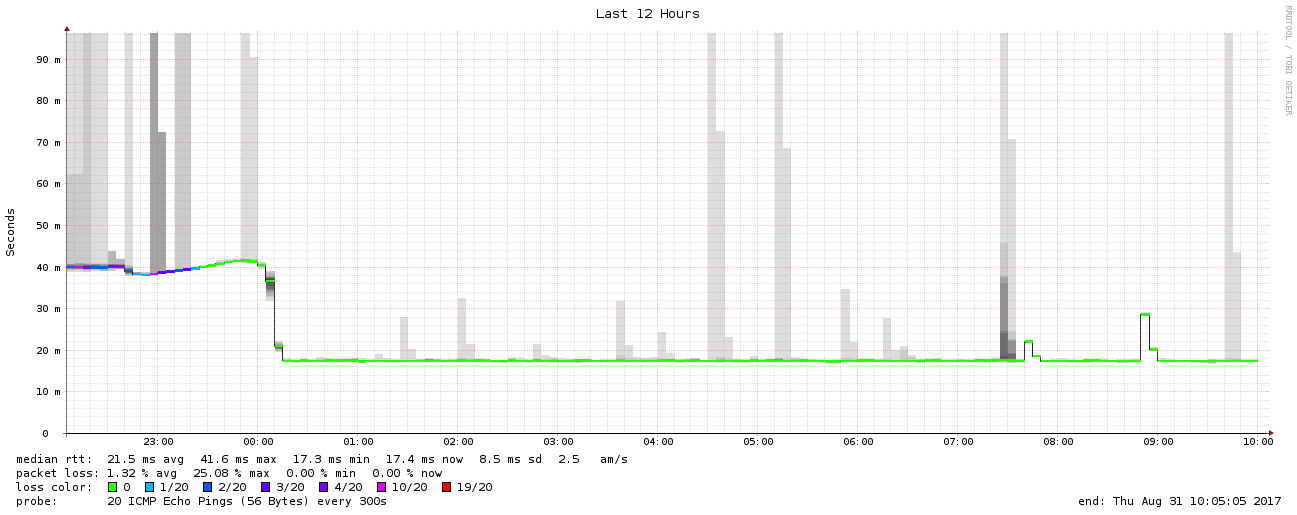 Last 12 Hours
RRDTOOL / TOBI OETIKER
Seconds
90 m
80 m
70 m
60 m
50 m
40 m
30 m
20 m
10 m
0
23:00 00:00 01:00 02:00 03:00 04:00 05:00 06:00 07:00 08:00 09:00 10:00
median rtt: 21.5 ms avg 41.6 ms max 17.3 ms min 17.4 ms now 8.5 ms sd 2.5 am/s
packet loss: 1.32 % avg 25.08 % max 0.00 % min 0.00 % now
loss color: 0 1/20 2/20 3/20 4/20 10/20 19/20
probe: 20 ICMP Echo Pings (56 Bytes) every 300s end: Thu Aug 31 10:05:05 2017